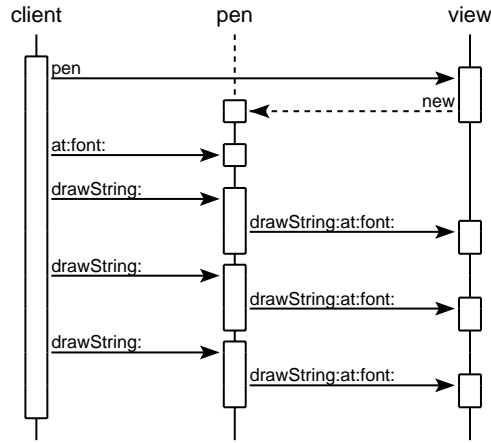 client pen view
pen
new
at:font:
drawString:
drawString:at:font:
drawString:
drawString:at:font:
drawString:
drawString:at:font: